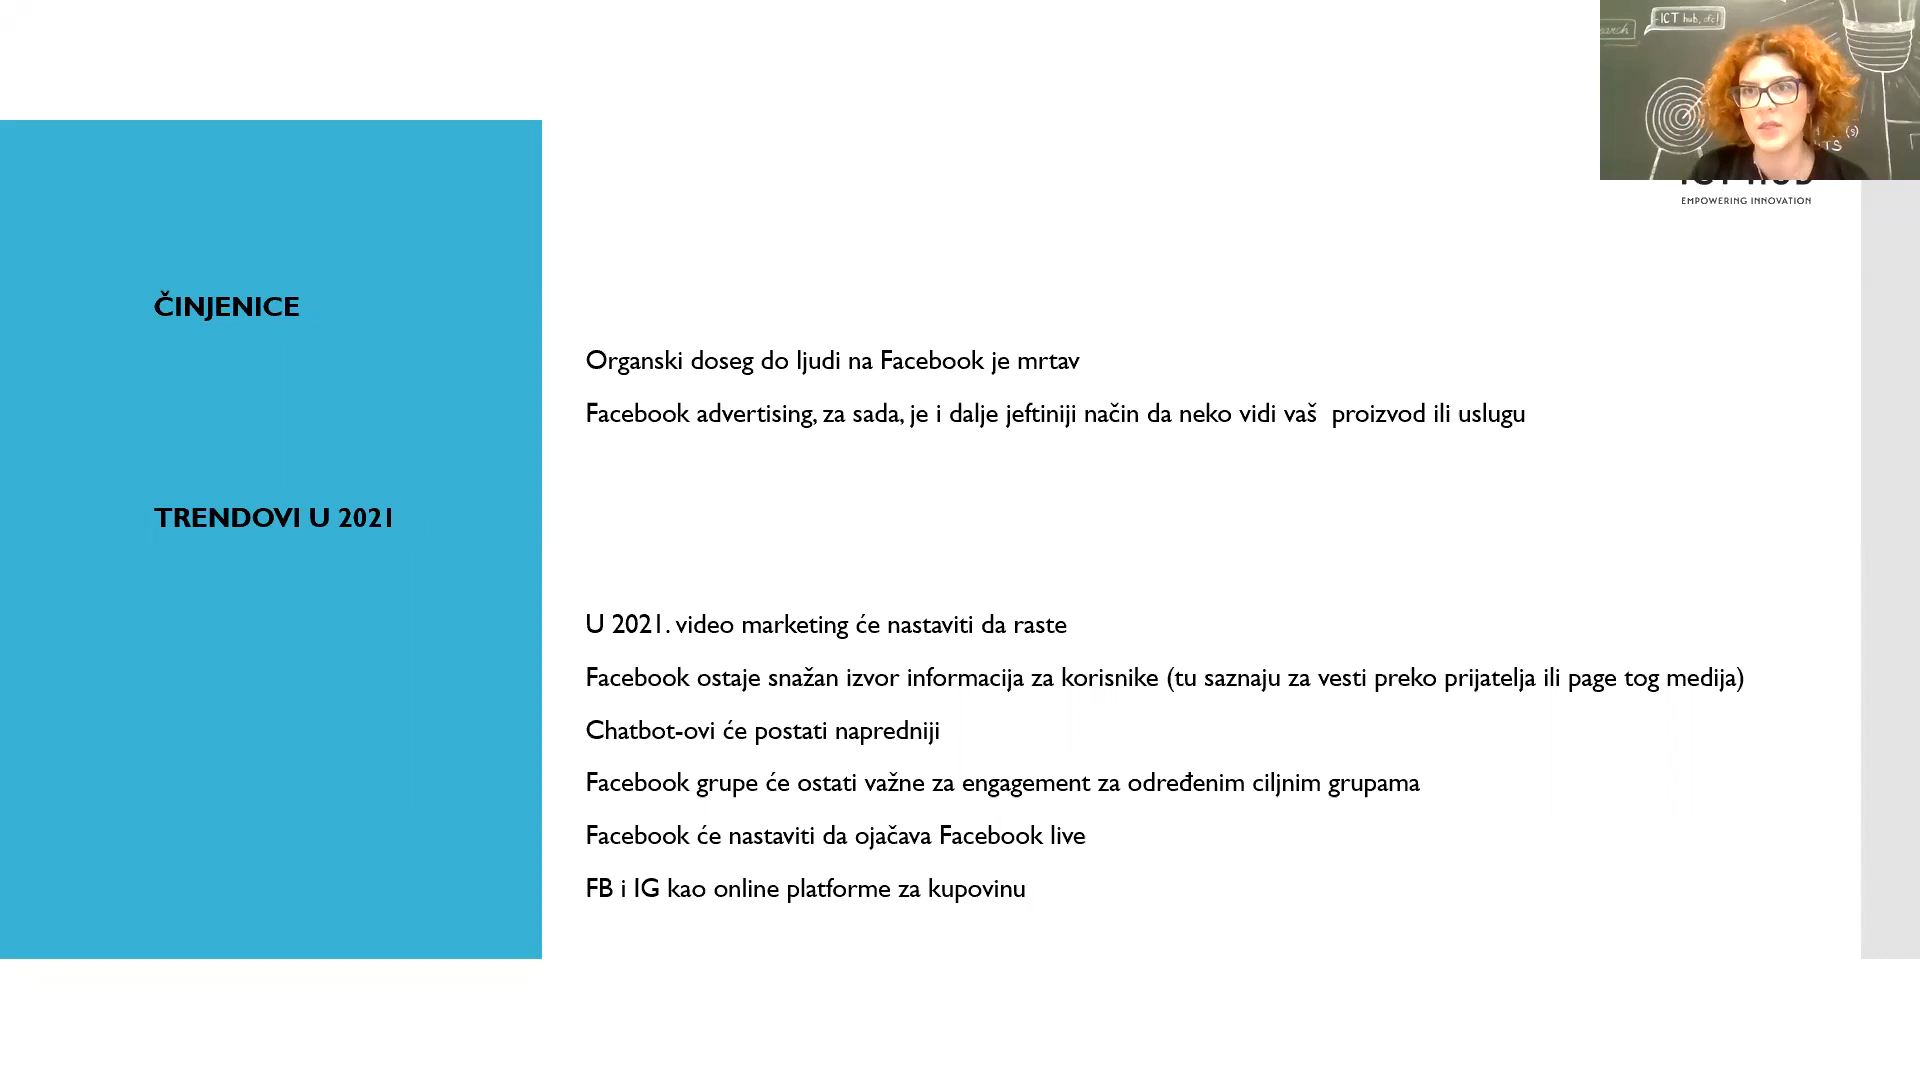 ICT hub, ofc!
earch
(s)
EMPOWERING INNOVATION
ČINJENICE
Organski doseg do ljudi na Facebook je mrtav
Facebook advertising, za sada, je i dalje jeftiniji način da neko vidi vaš proizvod ili uslugu
TRENDOVI U 2021
U 2021. video marketing će nastaviti da raste
Facebook ostaje snažan izvor informacija za korisnike (tu saznaju za vesti preko prijatelja ili page tog medija)
Chatbot-ovi će postati napredniji
Facebook grupe će ostati važne za engagement za određenim ciljnim grupama
Facebook će nastaviti da ojačava Facebook live
FB i IG kao online platforme za kupovinu